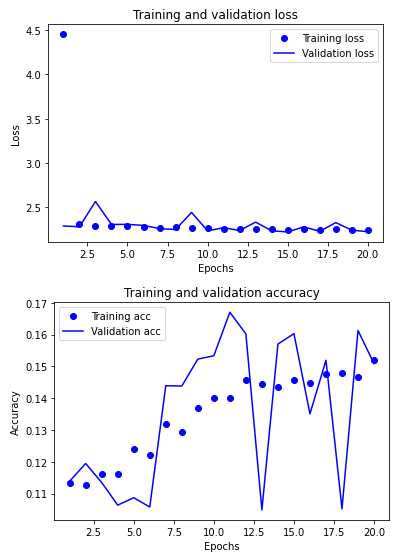 Training and validation loss
4.5
4.0
3.5
3.0
2.5
Loss
Training loss
Validation loss
2.5 5.0 7.5 10.0 12.5 15.0 17.5 20.0
Epochs
Training and validation accuracy
0.17
0.16
0.15
0.14
0.13
0.12
0.11
Accuracy
Training acc
Validation acc
2.5 5.0 7.5 10.0 12.5 15.0 17.5 20.0
Epochs